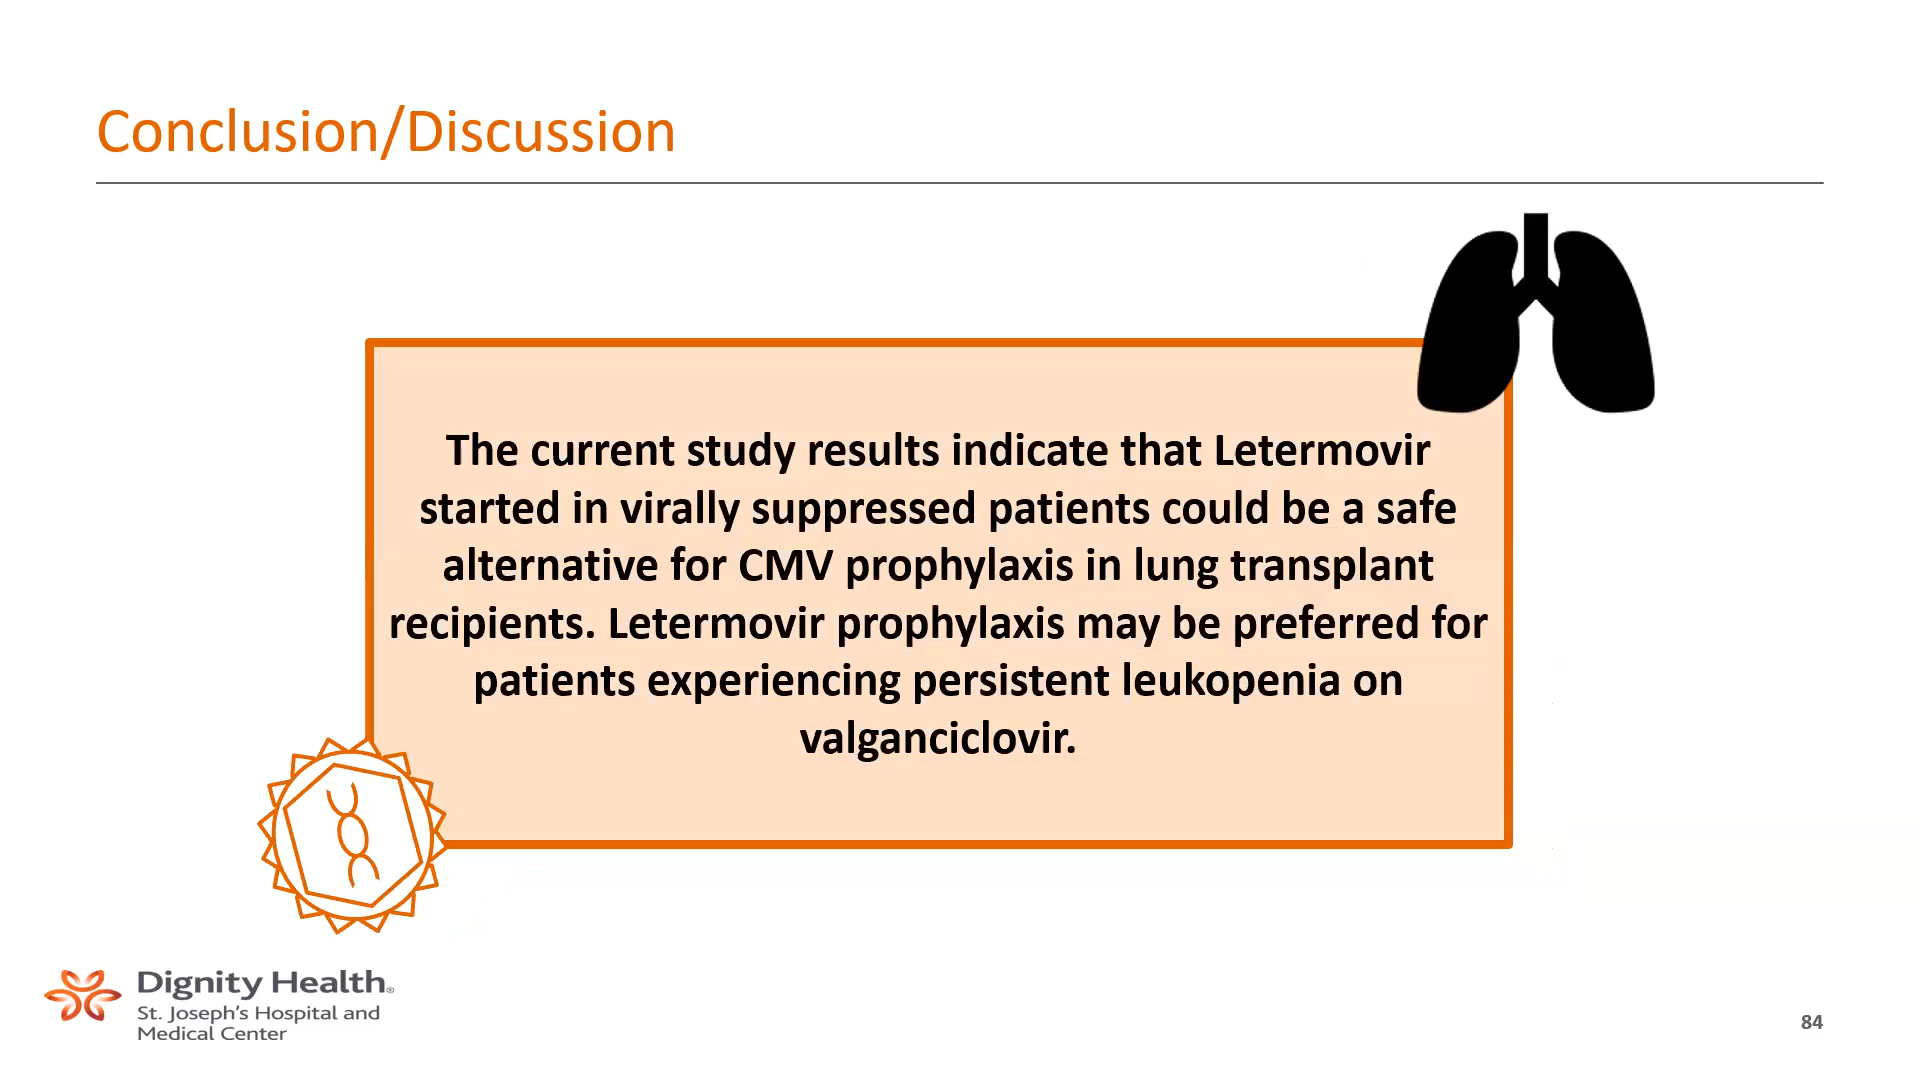 Conclusion/Discussion
The current study results indicate that Letermovir
started in virally suppressed patients could be a safe
alternative for CMV prophylaxis in lung transplant
recipients. Letermovir prophylaxis may be preferred for
patients experiencing persistent leukopenia on
valganciclovir.
Dignity Health®
St. Joseph's Hospital and
Medical Center
84